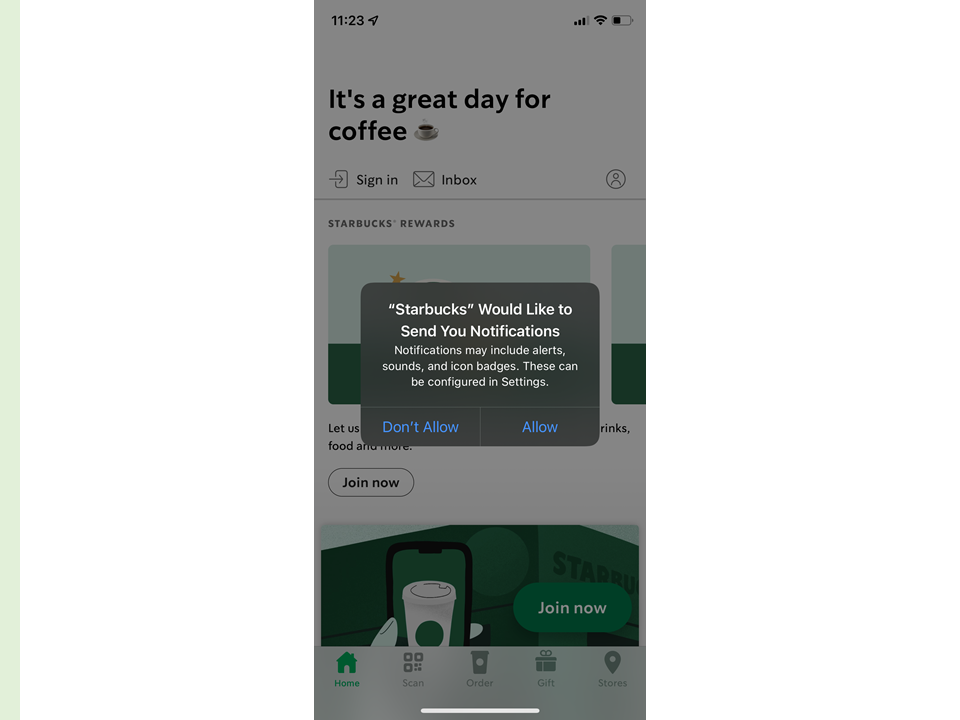 11:23
It's a great day for
coffee ☕
Sign in
Inbox
STARBUCKS® REWARDS
“Starbucks” Would Like to
Send You Notifications
Notifications may include alerts,
sounds, and icon badges. These can
be configured in Settings.
Don’t Allow
Allow
Let us
rinks,
food and more.
Join now
STARBUC
Join now
Home
Scan
Order
Gift
Stores